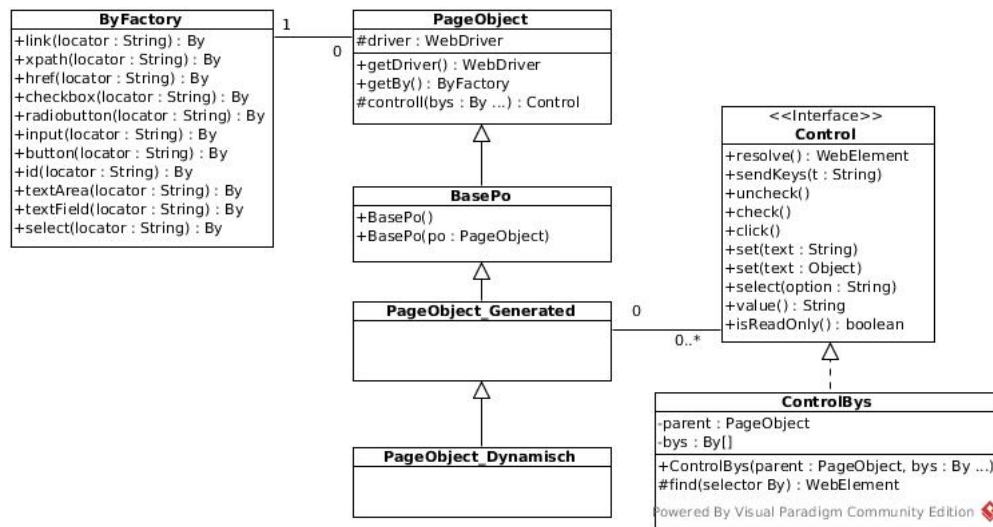 ByFactory
+link(locator : String) : By
+xpath(locator : String) : By
+href(locator : String) : By
+checkbox(locator : String) : By
+radiobutton(locator : String) : By
+input(locator : String) : By
+button(locator : String) : By
+id(locator : String) : By
+textArea(locator : String) : By
+textField(locator : String) : By
+select(locator : String) : By
1
0
PageObject
#driver : WebDriver
+getDriver() : WebDriver
+getBy() : ByFactory
#controll(bys : By ...) : Control
BasePo
+BasePo()
+BasePo(po : PageObject)
PageObject_Generated
0
0..*
PageObject_Dynamisch
<<Interface>>
Control
+resolve() : WebElement
+sendKeys(t : String)
+uncheck()
+check()
+click()
+set(text : String)
+set(text : Object)
+select(option : String)
+value() : String
+isReadOnly() : boolean
ControlBys
-parent : PageObject
-bys : By[]
+ControlBys(parent : PageObject, bys : By ...)
#find(selector By) : WebElement
Powered By Visual Paradigm Community Edition